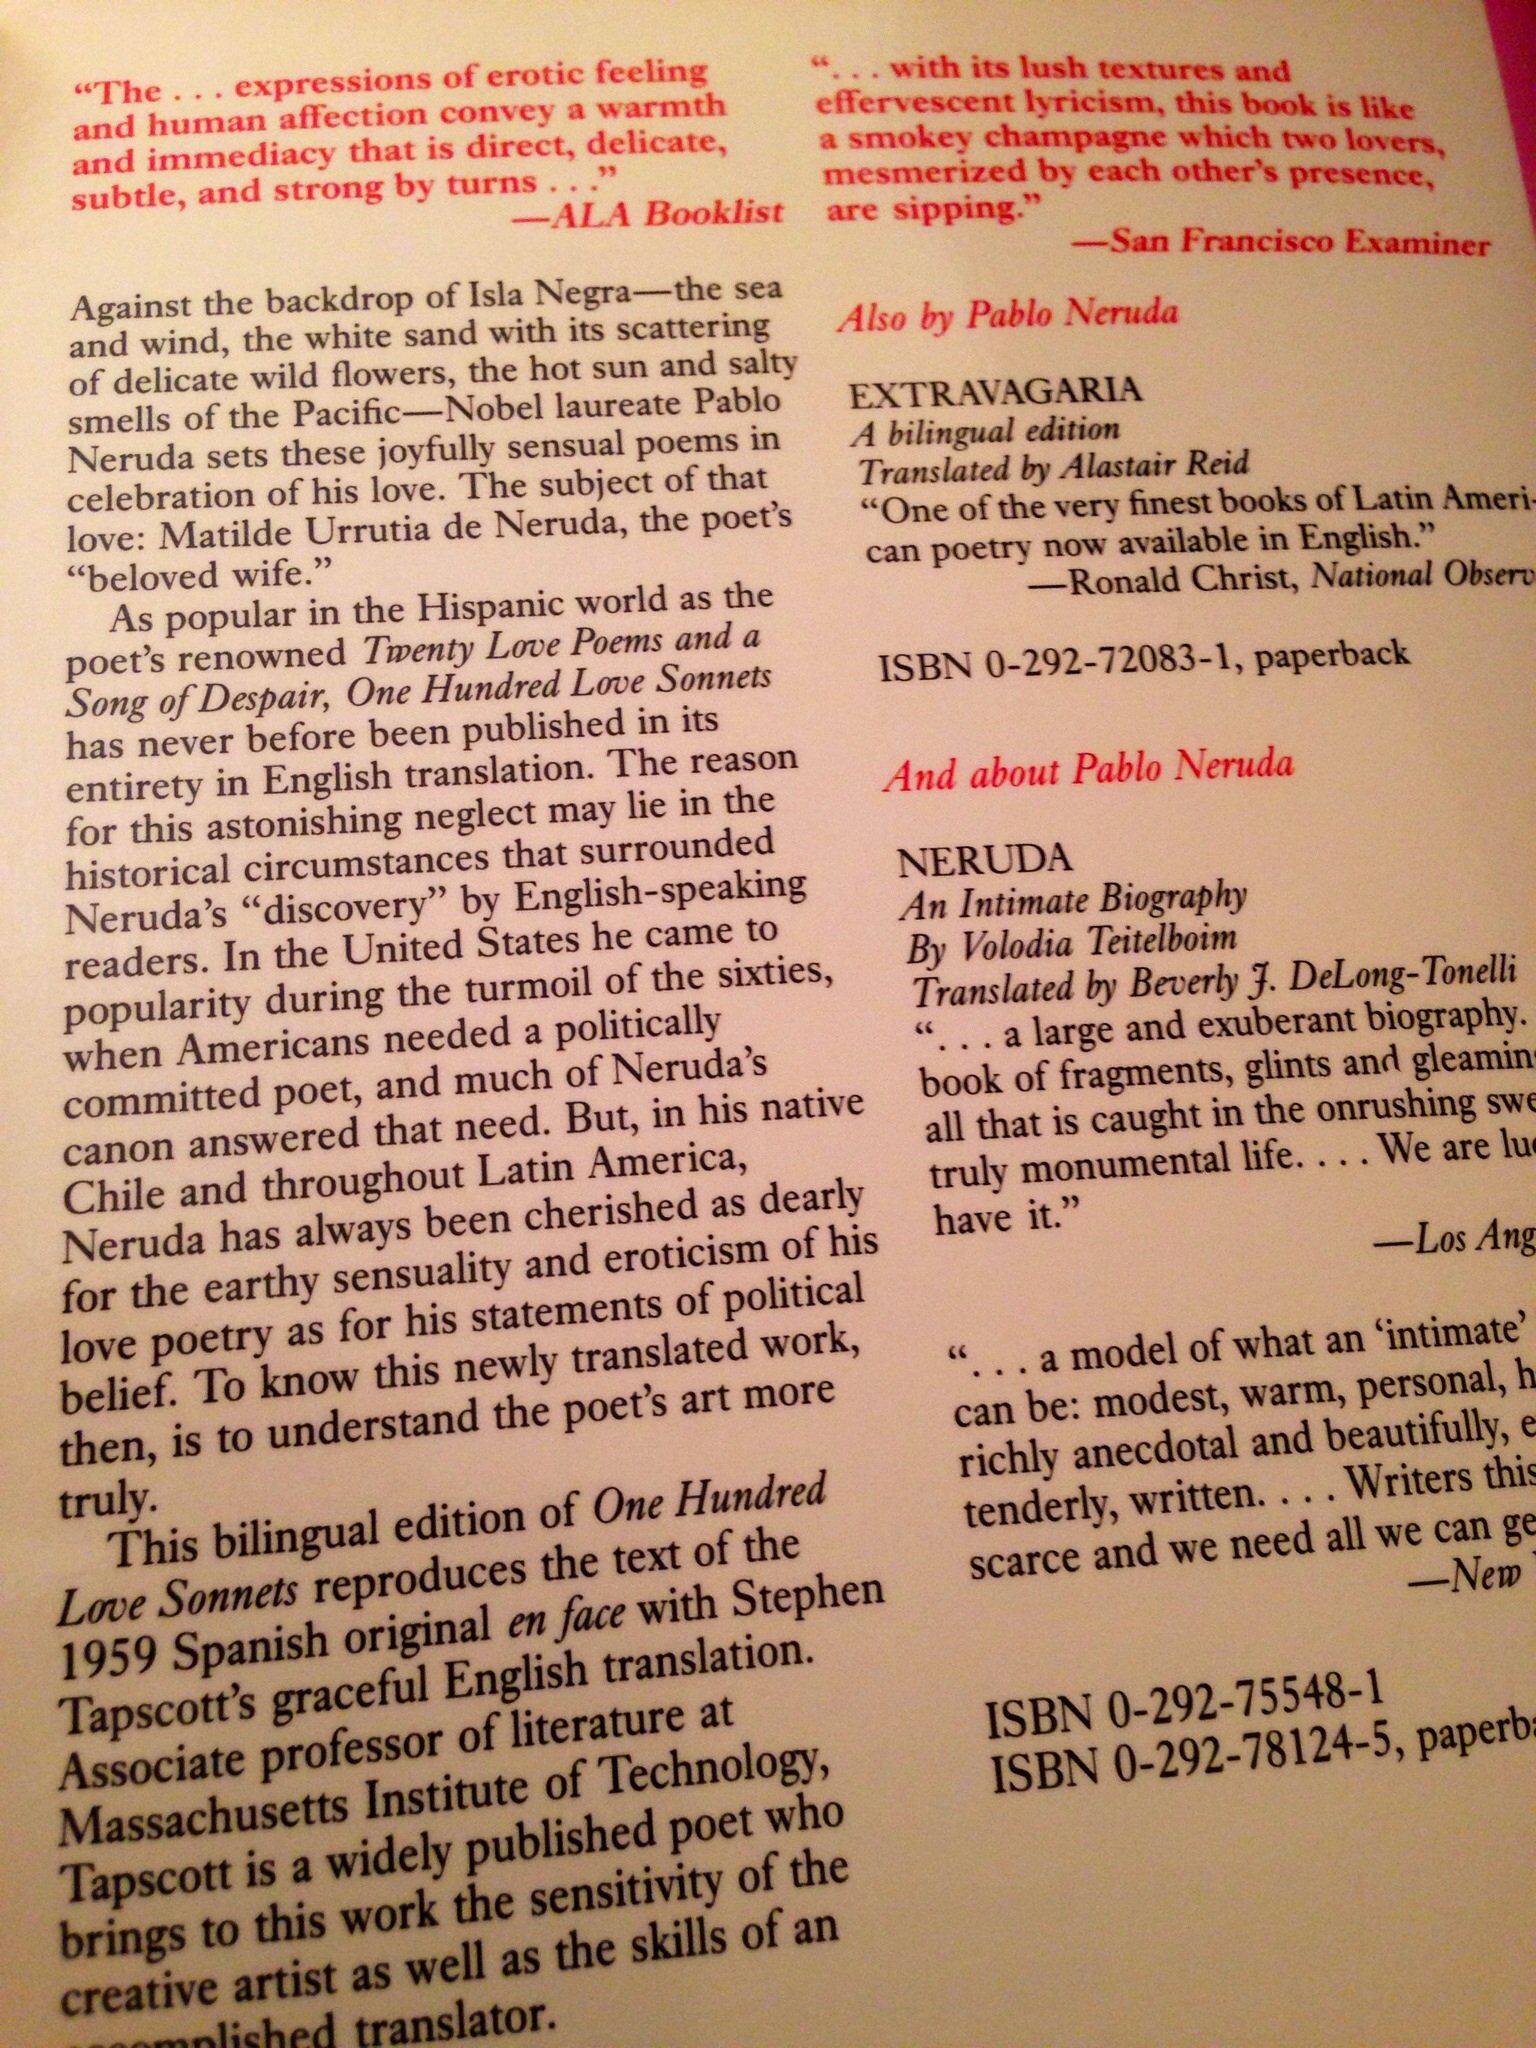 “The . . . expressions of erotic feeling
and human affection convey a warmth
and immediacy that is direct, delicate,
subtle, and strong by turns . . .”
—ALA Booklist
Against the backdrop of Isla Negra—the sea
and wind, the white sand with its scattering
of delicate wild flowers, the hot sun and salty
smells of the Pacific—Nobel laureate Pablo
Neruda sets these joyfully sensual poems in
celebration of his love. The subject of that
love: Matilde Urrutia de Neruda, the poet’s
“beloved wife.”
As popular in the Hispanic world as the
poet’s renowned Twenty Love Poems and a
Song of Despair, One Hundred Love Sonnets
has never before been published in its
entirety in English translation. The reason
for this astonishing neglect may lie in the
historical circumstances that surrounded
Neruda’s “discovery” by English-speaking
readers. In the United States he came to
popularity during the turmoil of the sixties,
when Americans needed a politically
committed poet, and much of Neruda’s
canon answered that need. But, in his native
Chile and throughout Latin America,
Neruda has always been cherished as dearly
for the earthy sensuality and eroticism of his
love poetry as for his statements of political
belief. To know this newly translated work,
then, is to understand the poet’s art more
truly.
This bilingual edition of One Hundred
Love Sonnets reproduces the text of the
1959 Spanish original en face with Stephen
Tapscott’s graceful English translation.
Associate professor of literature at
Massachusetts Institute of Technology,
Tapscott is a widely published poet who
brings to this work the sensitivity of the
creative artist as well as the skills of an
accomplished translator.
“. . . with its lush textures and
effervescent lyricism, this book is like
a smokey champagne which two lovers,
mesmerized by each other’s presence,
are sipping.”
—San Francisco Examiner
Also by Pablo Neruda
EXTRAVAGARIA
A bilingual edition
Translated by Alastair Reid
“One of the very finest books of Latin Ameri-
can poetry now available in English.”
—Ronald Christ, National Observ
ISBN 0-292-72083-1, paperback
And about Pablo Neruda
NERUDA
An Intimate Biography
By Volodia Teitelboim
Translated by Beverly J. DeLong-Tonelli
“. . . a large and exuberant biography.
book of fragments, glints and gleamin
all that is caught in the onrushing swe
truly monumental life. . . . We are lu
have it.”
—Los Ang
“. . . a model of what an ‘intimate’
can be: modest, warm, personal, h
richly anecdotal and beautifully, e
tenderly, written. . . . Writers this
scarce and we need all we can ge
—New
ISBN 0-292-75548-1
ISBN 0-292-78124-5, paperba